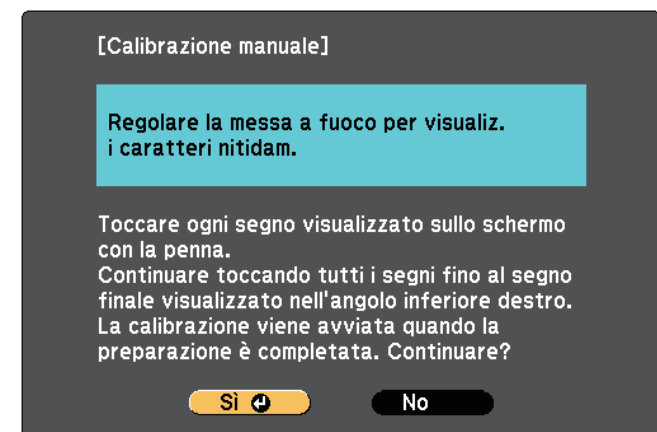 [Calibrazione manuale]
Regolare la messa a fuoco per visualiz.
i caratteri nitidam.
Toccare ogni segno visualizzato sullo schermo
con la penna.
Continuare toccando tutti i segni fino al segno
finale visualizzato nell'angolo inferiore destro.
La calibrazione viene avviata quando la
preparazione è completata. Continuare?
Sì No